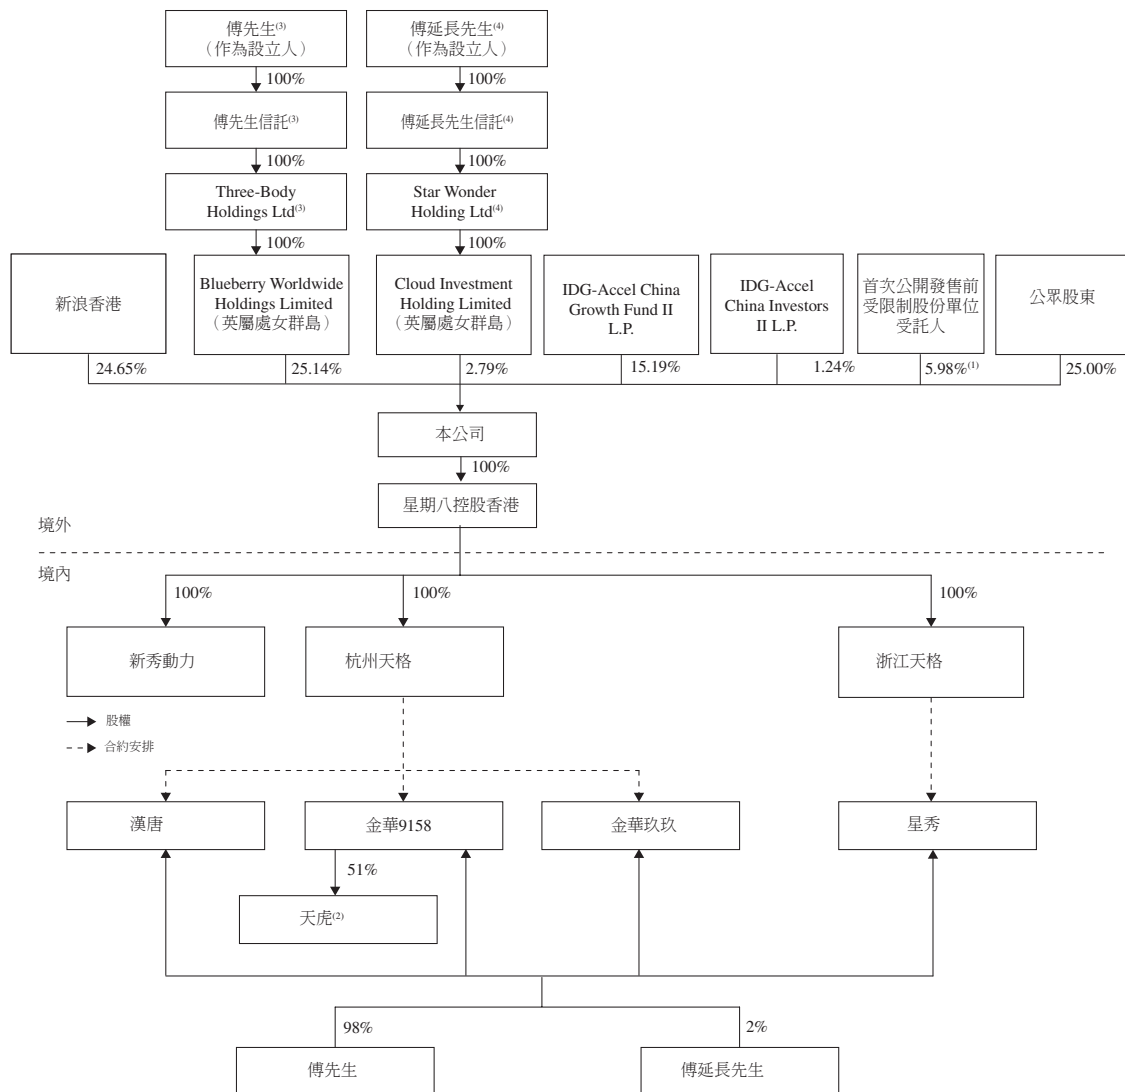 傅先生(3)
（作為設立人）
傅延長先生(4)
（作為設立人）
100%
100%
傅先生信託(3)
傅延長先生信託(4)
100%
100%
Three-Body
Holdings Ltd(3)
Star Wonder
Holding Ltd(4)
100%
100%
新浪香港
Blueberry Worldwide
Holdings Limited
（英屬處女群島）
Cloud Investment
Holding Limited
（英屬處女群島）
IDG-Accel China
Growth Fund II
L.P.
IDG-Accel
China Investors
II L.P.
首次公開發售前
受限制股份單位
受託人
公眾股東
24.65%
25.14%
2.79%
15.19%
1.24%
5.98%(1)
25.00%
本公司
100%
星期八控股香港
境外
境內
100%
100%
100%
新秀動力
杭州天格
浙江天格
股權
合約安排
漢唐
金華9158
金華玖玖
星秀
51%
天虎(2)
98%
2%
傅先生
傅延長先生